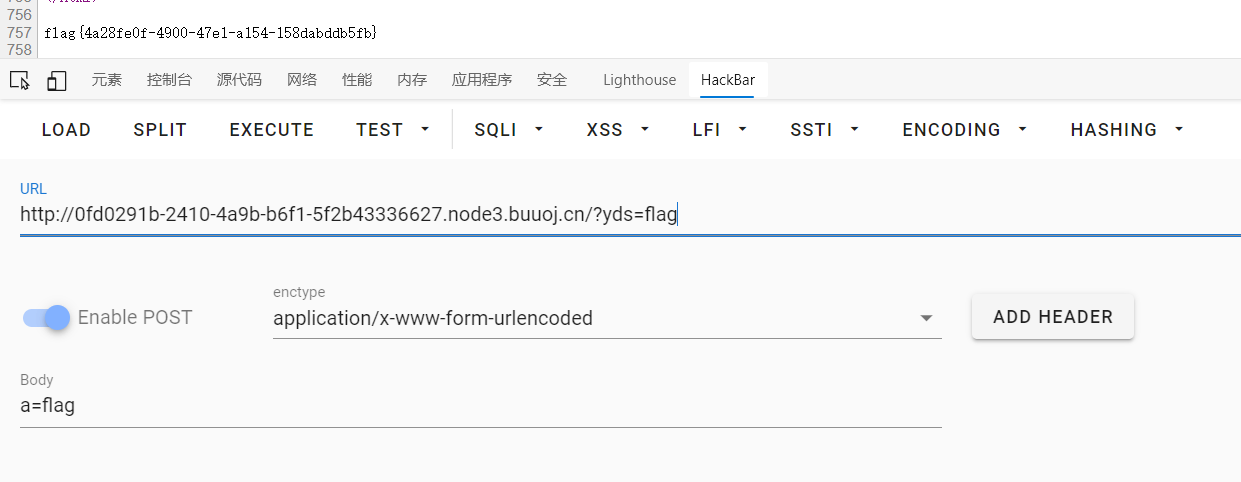 756
757 flag{4a28fe0f-4900-47e1-a154-158dabddb5fb}
758
元素 控制台 源代码 网络 性能 内存 应用程序 安全 Lighthouse HackBar
LOAD SPLIT EXECUTE TEST SQLI XSS LFI SSTI ENCODING HASHING
URL
http://0fd0291b-2410-4a9b-b6f1-5f2b43336627.node3.buuoj.cn/?yds=flag
enctype
Enable POST application/x-www-form-urlencoded ADD HEADER
Body
a=flag